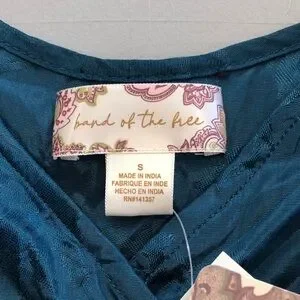 band of the free
S
MADE IN INDIA
FABRIQUE EN INDE
HECHO EN INDIA
RN#141357